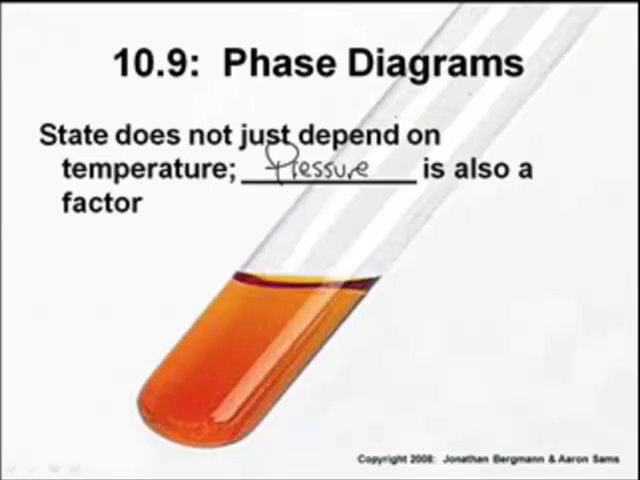 10.9: Phase Diagrams
State does not just depend on
temperature; Pressure is also a
factor
Copyright 2008: Jonathan Bergmann & Aaron Sams